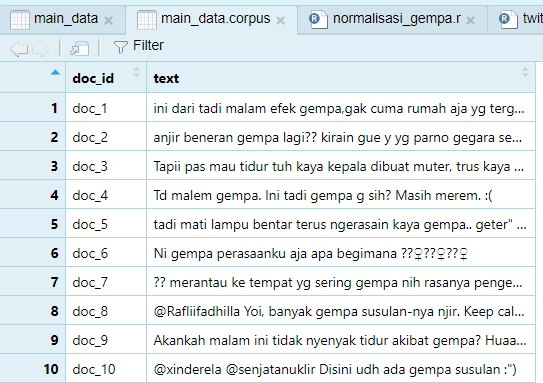 main_data main_data.corpus normalisasi_gempa.r twit
Filter
doc_id text
1 doc_1 ini dari tadi malam efek gempa,gak cuma rumah aja yg terg...
2 doc_2 anjir beneran gempa lagi?? kirain gue y yg parno gegara se...
3 doc_3 Tapii pas mau tidur tuh kaya kepala dibuat muter, trus kaya ...
4 doc_4 Td malem gempa. Ini tadi gempa g sih? Masih merem. :(
5 doc_5 tadi mati lampu bentar terus ngerasain kaya gempa.. geter" ...
6 doc_6 Ni gempa perasaanku aja apa begimana ??♀??♀??♀
7 doc_7 ?? merantau ke tempat yg sering gempa nih rasanya penge...
8 doc_8 @Rafliifadhilla Yoi, banyak gempa susulan-nya njir. Keep cal...
9 doc_9 Akankah malam ini tidak nyenyak tidur akibat gempa? Huaa...
10 doc_10 @xinderela @senjatanuklir Disini udh ada gempa susulan :")